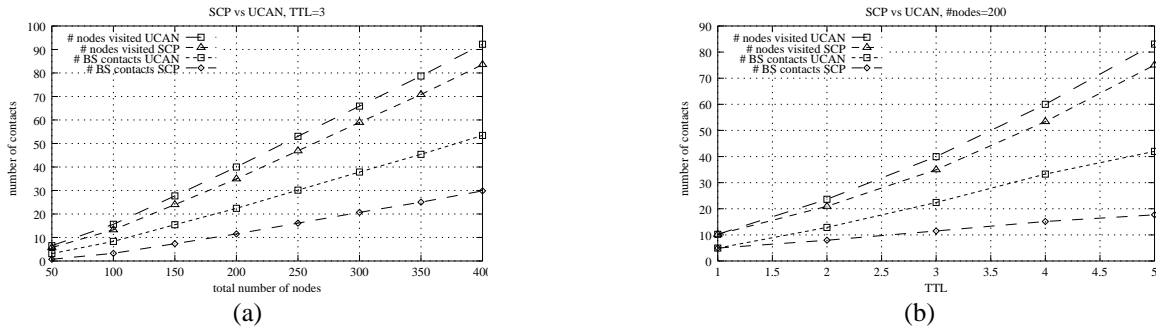 SCP vs UCAN, TTL=3
100
90
80
70
60
50
40
30
20
10
0
number of contacts
# nodes visited UCAN
# nodes visited SCP
# BS contacts UCAN
# BS contacts SCP
50 100 150 200 250 300 350 400
total number of nodes
(a)
SCP vs UCAN, #nodes=200
90
80
70
60
50
40
30
20
10
0
number of contacts
# nodes visited UCAN
# nodes visited SCP
# BS contacts UCAN
# BS contacts SCP
1 1.5 2 2.5 3 3.5 4 4.5 5
TTL
(b)